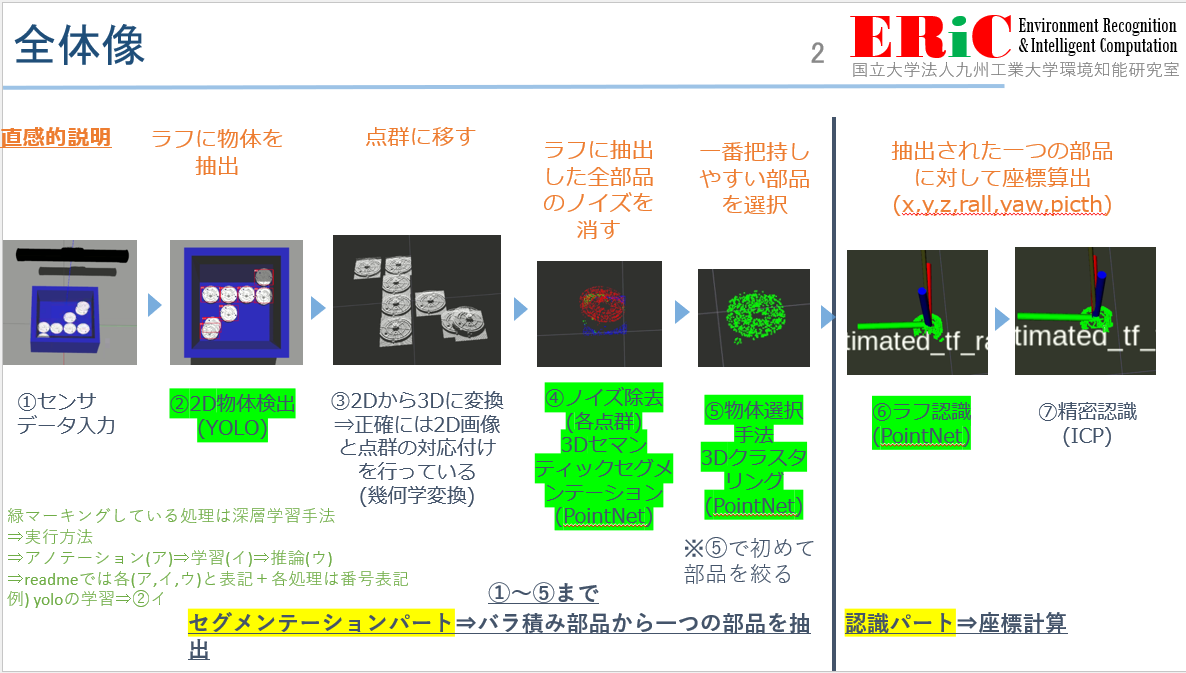 全体像
2
ERiC
Environment Recognition
& Intelligent Computation
国立大学法人九州工業大学環境知能研究室
直感的説明
ラフに物体を
抽出
点群に移す
ラフに抽出
した全部品
のノイズを
消す
一番把持し
やすい部品
を選択
抽出された一つの部品
に対して座標算出
(x,y,z,rall,yaw,picth)
timated_tf_ra
timated_tf_
①センサ
データ入力
②2D物体検出
(YOLO)
③2Dから3Dに変換
⇒正確には2D画像
と点群の対応付け
を行っている
(幾何学変換)
④ノイズ除去
(各点群)
3Dセマン
ティックセグメ
ンテーション
(PointNet)
⑤物体選択
手法
3Dクラスタ
リング
(PointNet)
※⑤で初めて
部品を絞る
⑥ラフ認識
(PointNet)
⑦精密認識
(ICP)
緑マーキングしている処理は深層学習手法
⇒実行方法
⇒アノテーション(ア)⇒学習(イ)⇒推論(ウ)
⇒readmeでは各(ア,イ,ウ)と表記＋各処理は番号表記
例) yoloの学習⇒②イ
①～⑤まで
セグメンテーションパート⇒バラ積み部品から一つの部品を抽
出
認識パート⇒座標計算